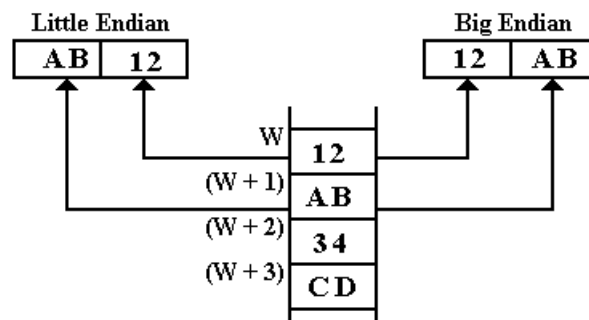 Little Endian Big Endian
AB 12 12 AB
W 12
(W + 1) AB
(W + 2) 34
(W + 3) CD